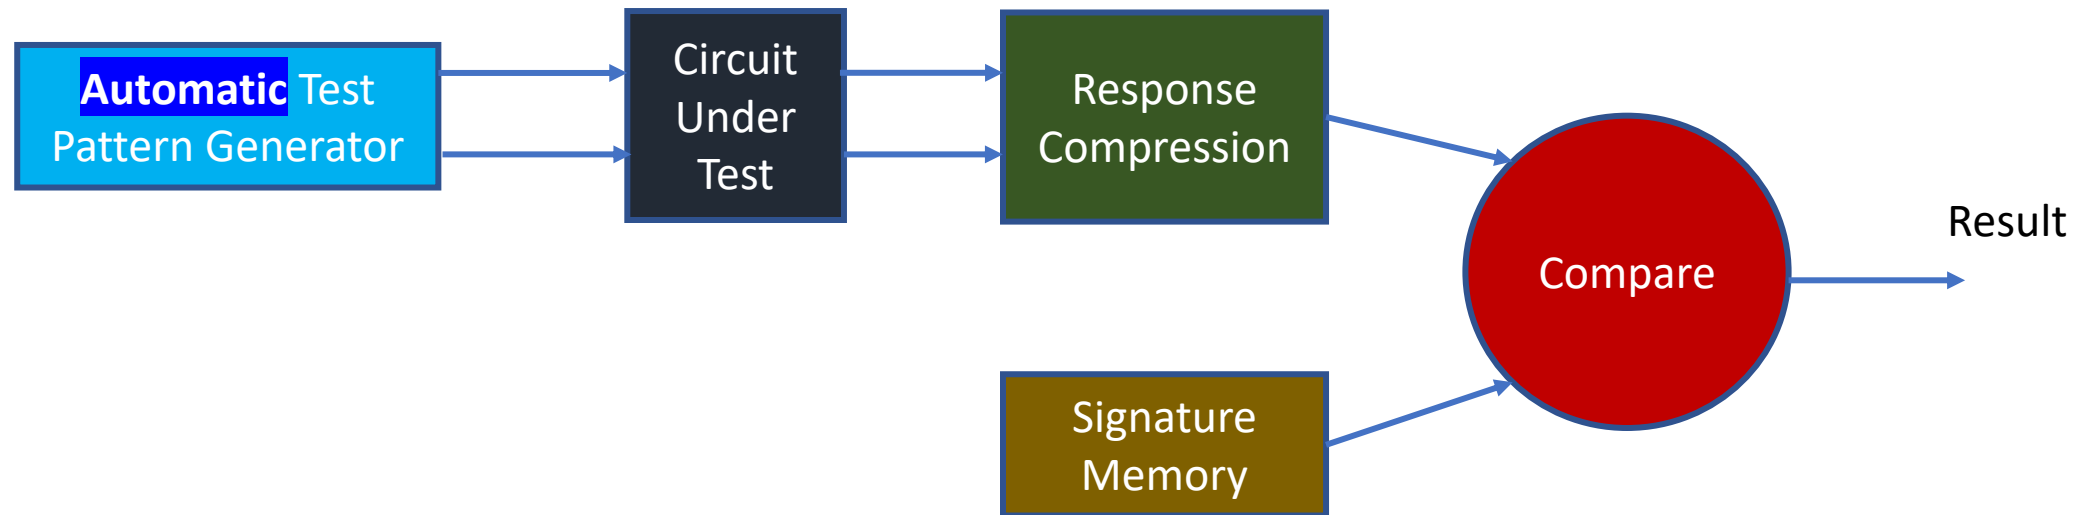 Automatic Test
Pattern Generator
Circuit
Under
Test
Response
Compression
Compare
Result
Signature
Memory